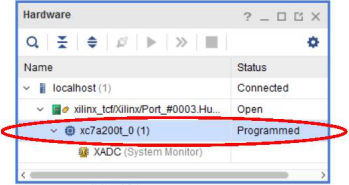 Hardware
Name Status
localhost (1) Connected
xilinx_tcf/Xilinx/Port_#0003.Hu... Open
xc7a200t_0 (1) Programmed
XADC (System Monitor)